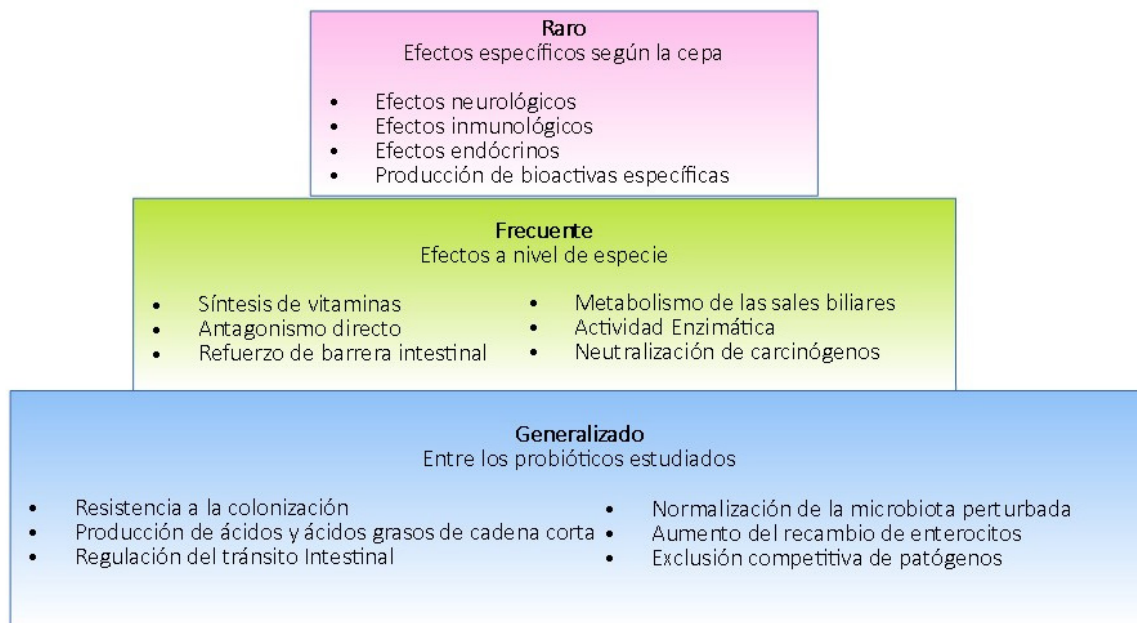 Raro
Efectos específicos según la cepa
• Efectos neurológicos
• Efectos inmunológicos
• Efectos endócrinos
• Producción de bioactivas específicas
Frecuente
Efectos a nivel de especie
• Síntesis de vitaminas
• Antagonismo directo
• Refuerzo de barrera intestinal
• Metabolismo de las sales biliares
• Actividad Enzimática
• Neutralización de carcinógenos
Generalizado
Entre los probióticos estudiados
• Resistencia a la colonización
• Producción de ácidos y ácidos grasos de cadena corta
• Regulación del tránsito Intestinal
• Normalización de la microbiota perturbada
• Aumento del recambio de enterocitos
• Exclusión competitiva de patógenos